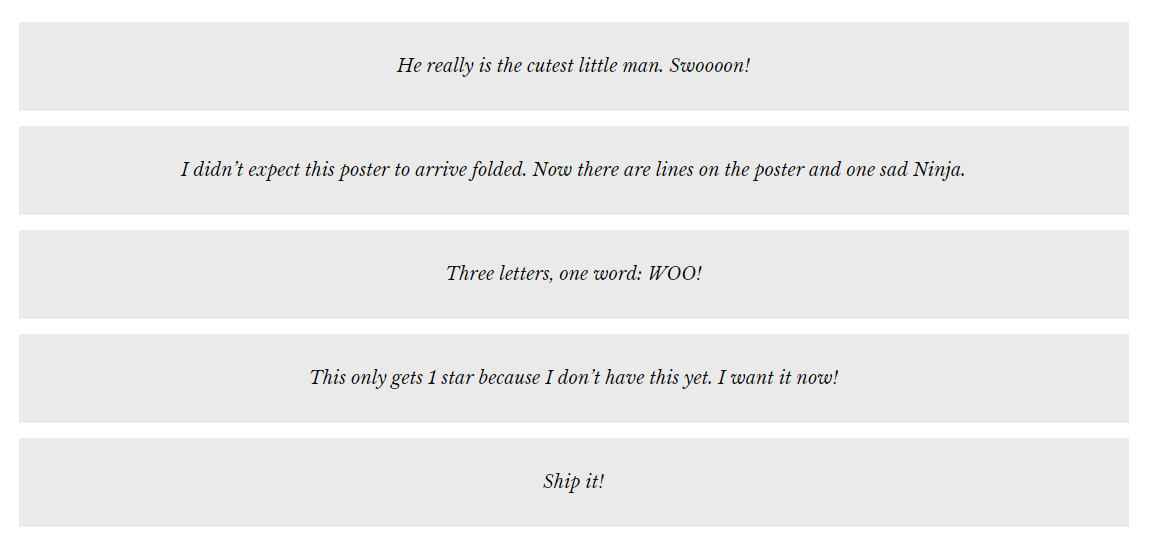 He really is the cutest little man. Swoooon!
I didn’t expect this poster to arrive folded. Now there are lines on the poster and one sad Ninja.
Three letters, one word: WOO!
This only gets 1 star because I don’t have this yet. I want it now!
Ship it!